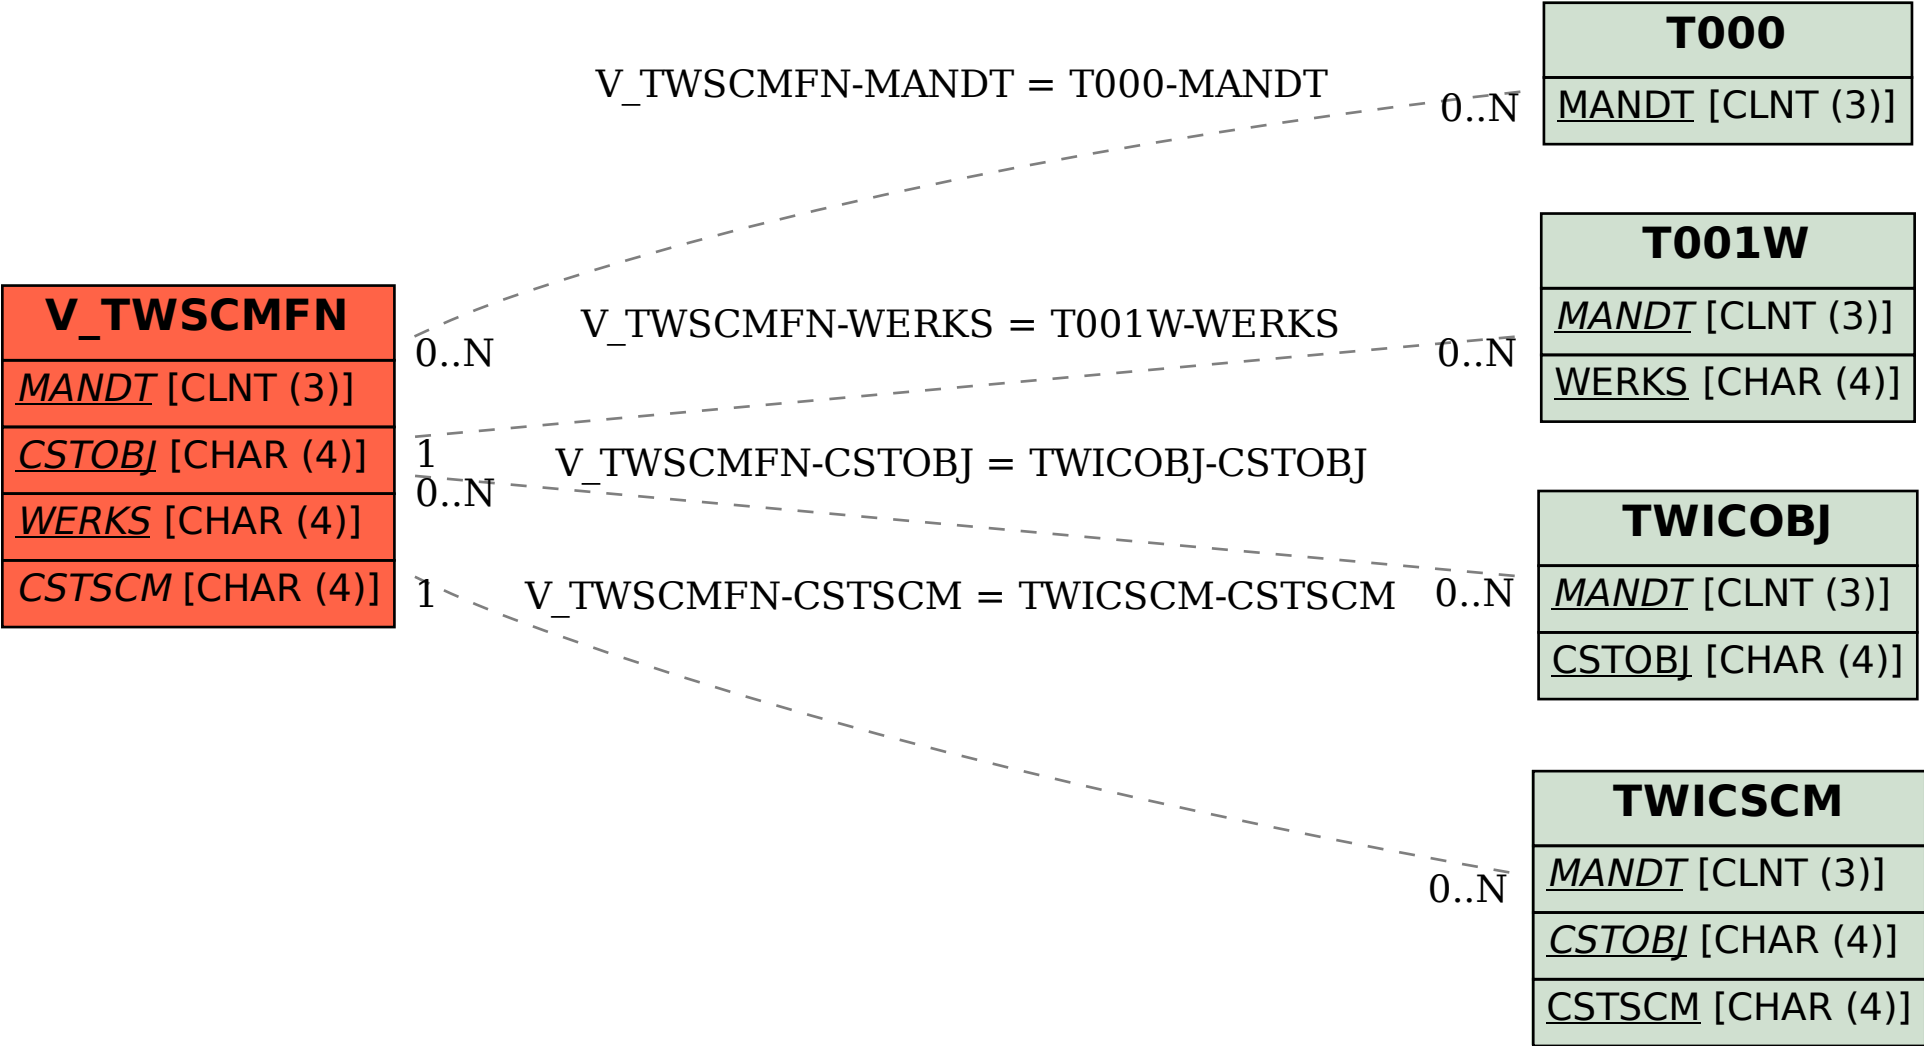 T000
MANDT [CLNT (3)]
V_TWSCMFN-MANDT = T000-MANDT
0..N
0..N
T001W
MANDT [CLNT (3)]
WERKS [CHAR (4)]
V_TWSCMFN-WERKS = T001W-WERKS
0..N
1
V_TWSCMFN
MANDT [CLNT (3)]
CSTOBJ [CHAR (4)]
WERKS [CHAR (4)]
CSTSCM [CHAR (4)]
V_TWSCMFN-CSTOBJ = TWICOBJ-CSTOBJ
0..N
0..N
TWICOBJ
MANDT [CLNT (3)]
CSTOBJ [CHAR (4)]
1
V_TWSCMFN-CSTSCM = TWICSCM-CSTSCM
0..N
TWICSCM
MANDT [CLNT (3)]
CSTOBJ [CHAR (4)]
CSTSCM [CHAR (4)]